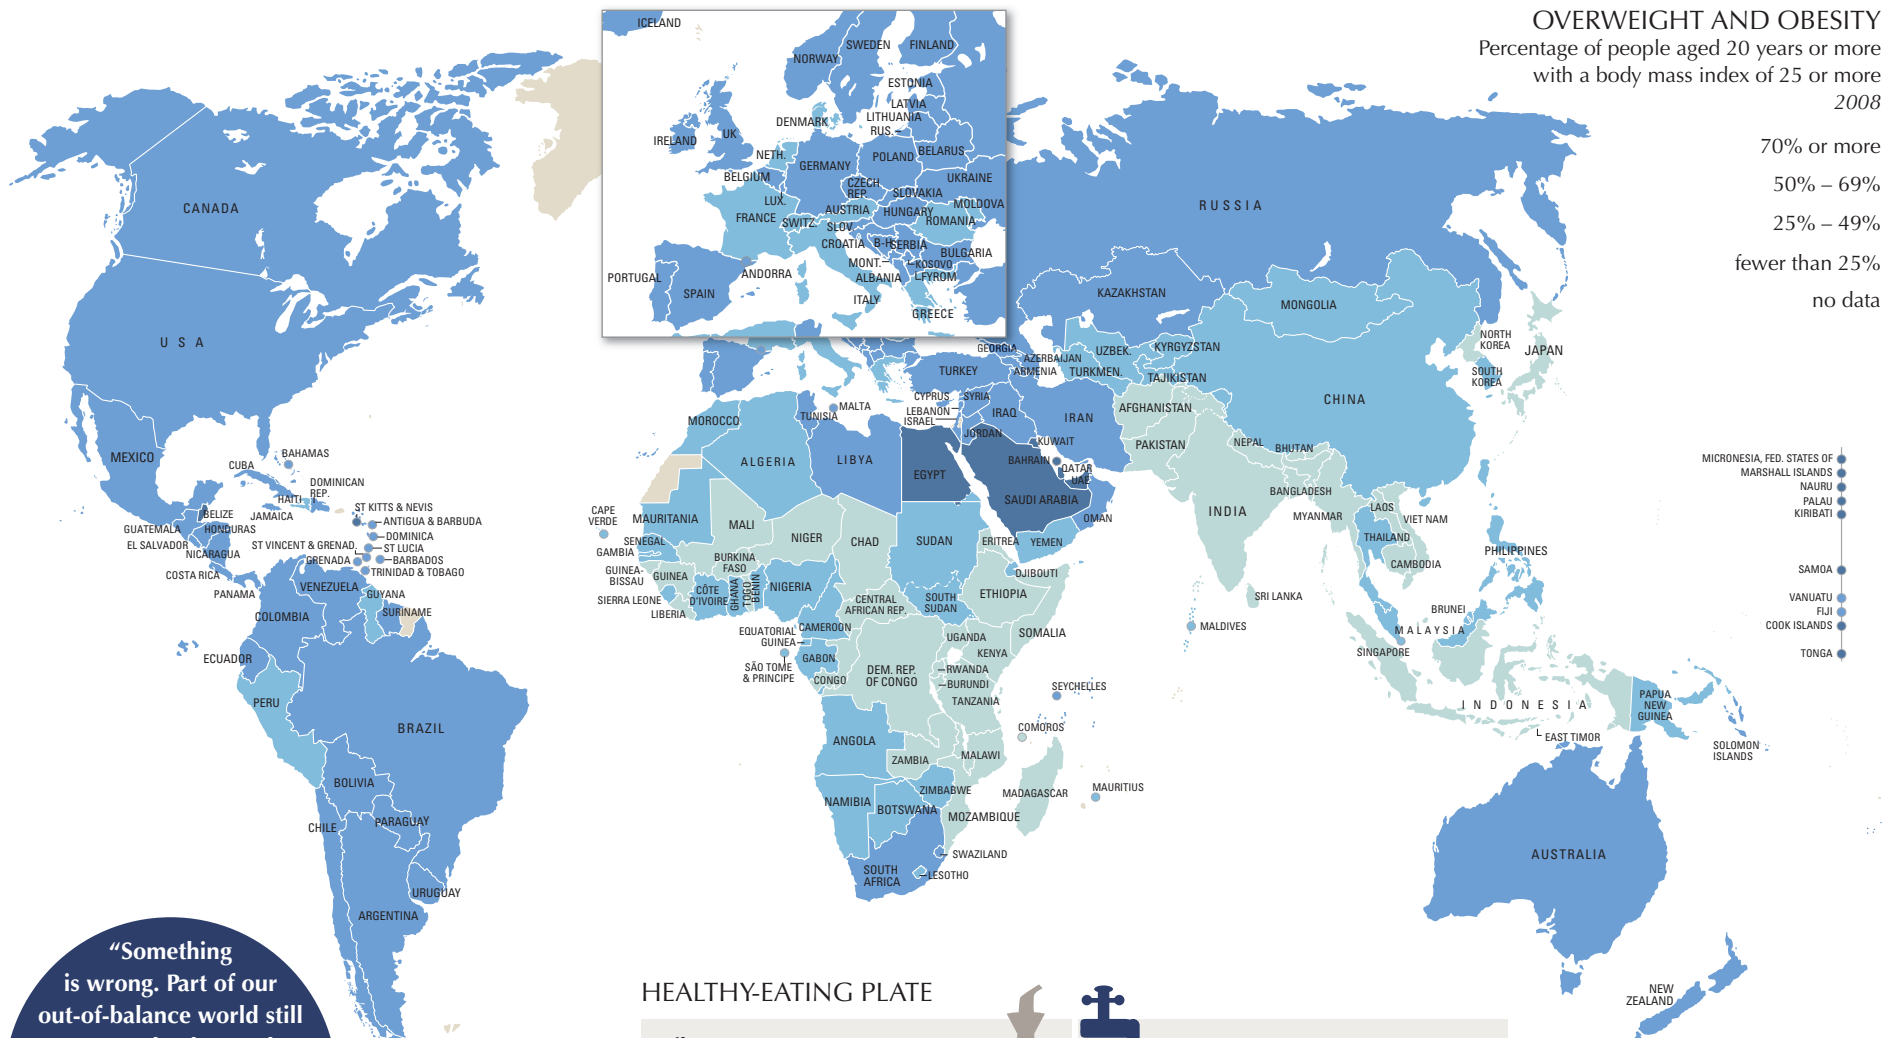 OVERWEIGHT AND OBESITY
Percentage of people aged 20 years or more
with a body mass index of 25 or more
2008
70% or more
50% – 69%
25% – 49%
fewer than 25%
no data
ICELAND
SWEDEN
FINLAND
NORWAY
ESTONIA
LATVIA
DENMARK
LITHUANIA
RUS.
IRELAND
UK
NETH.
GERMANY
POLAND
BELARUS
BELGIUM
CZECH
REP.
UKRAINE
SLOVAKIA
LUX.
MOLDOVA
AUSTRIA
HUNGARY
FRANCE
SWITZ.
ROMANIA
SLOV.
CROATIA
B-H
SERBIA
BULGARIA
MONT.
KOSOVO
ANDORRA
PORTUGAL
ALBANIA
FYROM
SPAIN
ITALY
GREECE
CANADA
USA
MEXICO
CUBA
BAHAMAS
DOMINICAN
REP.
HAITI
JAMAICA
BELIZE
ST KITTS & NEVIS
ANTIGUA & BARBUDA
GUATEMALA
HONDURAS
DOMINICA
EL SALVADOR
ST VINCENT & GRENAD.
ST LUCIA
NICARAGUA
GRENADA
BARBADOS
COSTA RICA
TRINIDAD & TOBAGO
PANAMA
VENEZUELA
GUYANA
COLOMBIA
SURINAME
ECUADOR
PERU
BRAZIL
BOLIVIA
CHILE
PARAGUAY
URUGUAY
ARGENTINA
RUSSIA
KAZAKHSTAN
MONGOLIA
GEORGIA
AZERBAIJAN
UZBEK.
KYRGYZSTAN
ARMENIA
TURKMEN.
TAJIKISTAN
TURKEY
NORTH
KOREA
JAPAN
SOUTH
KOREA
CHINA
CYPRUS
SYRIA
LEBANON
ISRAEL
IRAQ
IRAN
AFGHANISTAN
JORDAN
KUWAIT
PAKISTAN
NEPAL
BHUTAN
BAHRAIN
QATAR
UAE
SAUDI ARABIA
OMAN
YEMEN
INDIA
BANGLADESH
MYANMAR
LAOS
VIET NAM
THAILAND
CAMBODIA
PHILIPPINES
SRI LANKA
MALDIVES
BRUNEI
MALAYSIA
SINGAPORE
INDONESIA
EAST TIMOR
PAPUA
NEW
GUINEA
SOLOMON
ISLANDS
AUSTRALIA
NEW
ZEALAND
MALTA
TUNISIA
MOROCCO
ALGERIA
LIBYA
EGYPT
CAPE
VERDE
MAURITANIA
MALI
NIGER
CHAD
SUDAN
ERITREA
SENEGAL
GAMBIA
GUINEA-
BISSAU
GUINEA
BURKINA
FASO
SIERRA LEONE
LIBERIA
CÔTE
D'IVOIRE
GHANA
TOGO
BENIN
NIGERIA
DJIBOUTI
ETHIOPIA
CENTRAL
AFRICAN REP.
SOUTH
SUDAN
EQUATORIAL
GUINEA
CAMEROON
SOMALIA
UGANDA
KENYA
SÃO TOME
& PRINCIPE
GABON
CONGO
DEM. REP.
OF CONGO
RWANDA
BURUNDI
TANZANIA
SEYCHELLES
COMOROS
ANGOLA
ZAMBIA
MALAWI
MADAGASCAR
MAURITIUS
NAMIBIA
BOTSWANA
ZIMBABWE
MOZAMBIQUE
SWAZILAND
SOUTH
AFRICA
LESOTHO
MICRONESIA, FED. STATES OF
MARSHALL ISLANDS
NAURU
PALAU
KIRIBATI
SAMOA
VANUATU
FIJI
COOK ISLANDS
TONGA
“Something
is wrong. Part of our
out-of-balance world still
HEALTHY-EATING PLATE